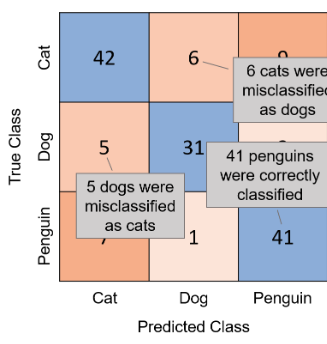 True Class
Cat
42
6
6 cats were
misclassified
as dogs
Dog
5
31
41 penguins
were correctly
classified
5 dogs were
misclassified
as cats
Penguin
1
41
Cat Dog Penguin
Predicted Class